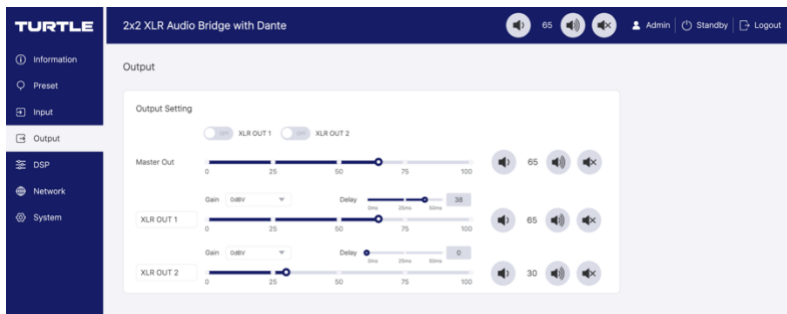 TURTLE
2x2 XLR Audio Bridge with Dante
65
Admin
Standby
Logout
Information
Preset
Input
Output
DSP
Network
System
Output
Output Setting
OFF XLR OUT 1 OFF XLR OUT 2
Master Out
0 25 50 75 100
65
Gain 0dBV Delay 38
0ms 25ms 50ms
XLR OUT 1
0 25 50 75 100
65
Gain 0dBV Delay 0
0ms 25ms 50ms
XLR OUT 2
0 25 50 75 100
30